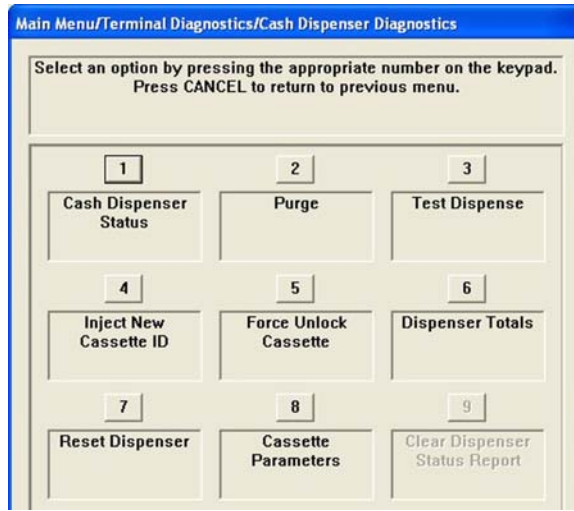 Main Menu/Terminal Diagnostics/Cash Dispenser Diagnostics
Select an option by pressing the appropriate number on the keypad.
Press CANCEL to return to previous menu.
1
2
3
Cash Dispenser
Status
Purge
Test Dispense
4
5
6
Inject New
Cassette ID
Force Unlock
Cassette
Dispenser Totals
7
8
9
Reset Dispenser
Cassette
Parameters
Clear Dispenser
Status Report